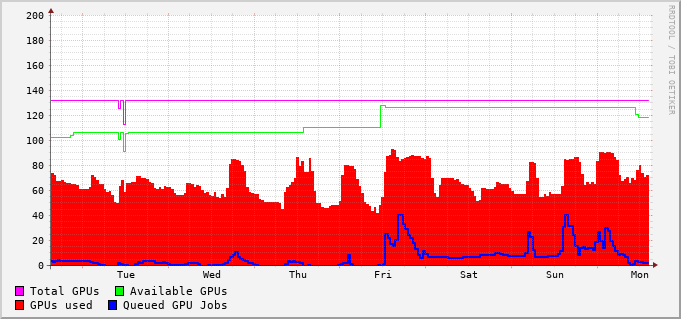 200
180
160
140
120
100
80
60
40
20
0
Tue Wed Thu Fri Sat Sun Mon
Total GPUs Available GPUs
GPUs used Queued GPU Jobs
RRDTOOL / TOBI OETIKER